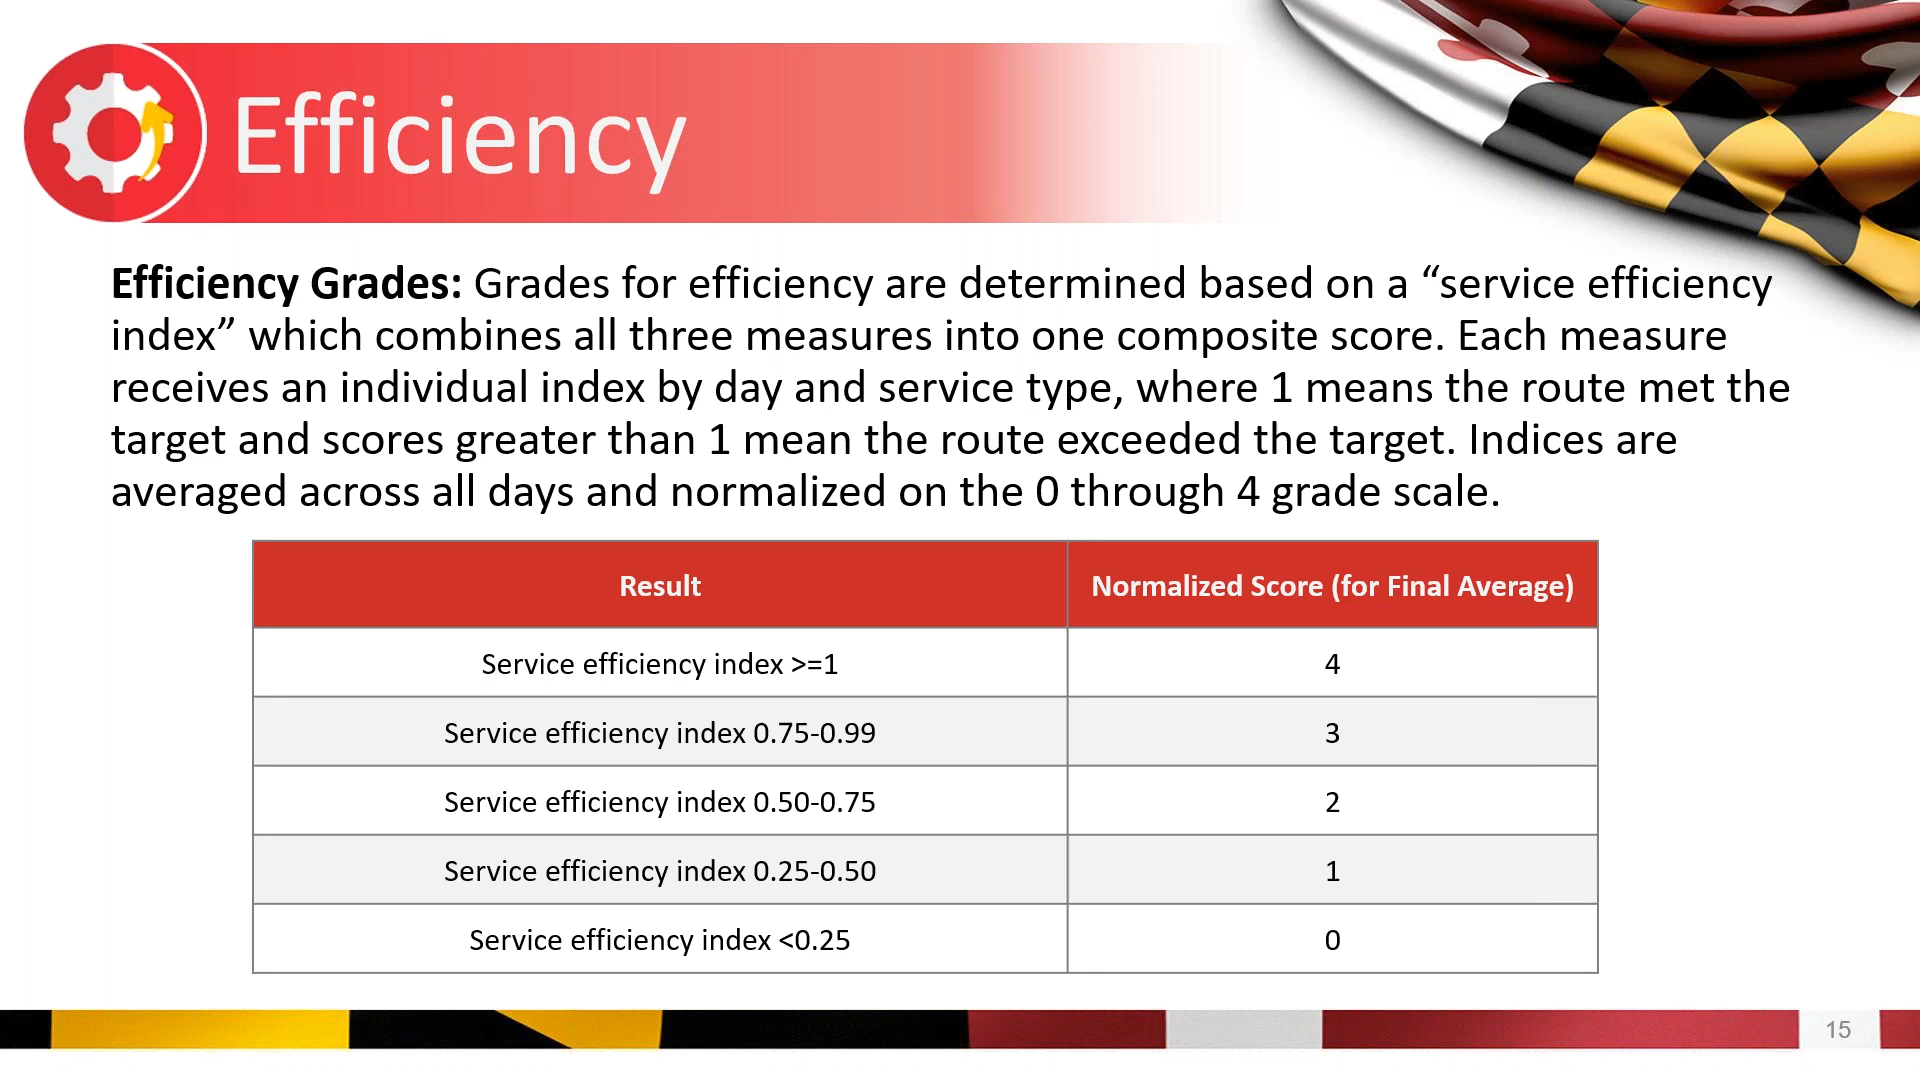 Efficiency
Efficiency Grades: Grades for efficiency are determined based on a “service efficiency
index” which combines all three measures into one composite score. Each measure
receives an individual index by day and service type, where 1 means the route met the
target and scores greater than 1 mean the route exceeded the target. Indices are
averaged across all days and normalized on the 0 through 4 grade scale.
Result Normalized Score (for Final Average)
Service efficiency index >=1 4
Service efficiency index 0.75-0.99 3
Service efficiency index 0.50-0.75 2
Service efficiency index 0.25-0.50 1
Service efficiency index <0.25 0
15